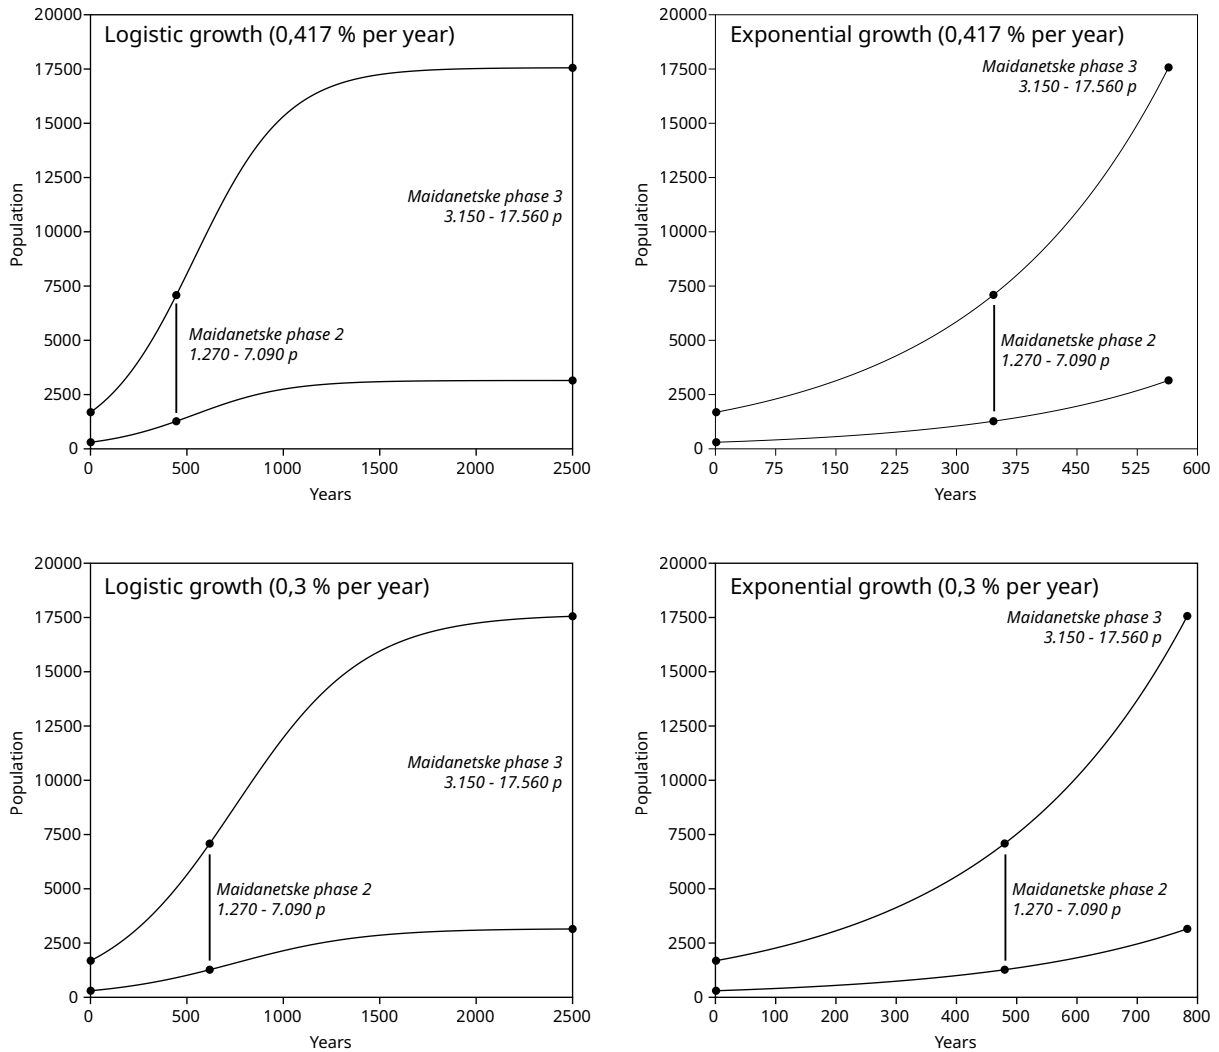 Logistic growth (0,417 % per year)
20000
17500
15000
12500
10000
7500
5000
2500
0
Population
Maidanetske phase 3
3.150 - 17.560 p
Maidanetske phase 2
1.270 - 7.090 p
0 500 1000 1500 2000 2500
Years
Exponential growth (0,417 % per year)
20000
17500
15000
12500
10000
7500
5000
2500
0
Population
Maidanetske phase 3
3.150 - 17.560 p
Maidanetske phase 2
1.270 - 7.090 p
0 75 150 225 300 375 450 525 600
Years
Logistic growth (0,3 % per year)
20000
17500
15000
12500
10000
7500
5000
2500
0
Population
Maidanetske phase 3
3.150 - 17.560 p
Maidanetske phase 2
1.270 - 7.090 p
0 500 1000 1500 2000 2500
Years
Exponential growth (0,3 % per year)
20000
17500
15000
12500
10000
7500
5000
2500
0
Population
Maidanetske phase 3
3.150 - 17.560 p
Maidanetske phase 2
1.270 - 7.090 p
0 100 200 300 400 500 600 700 800
Years